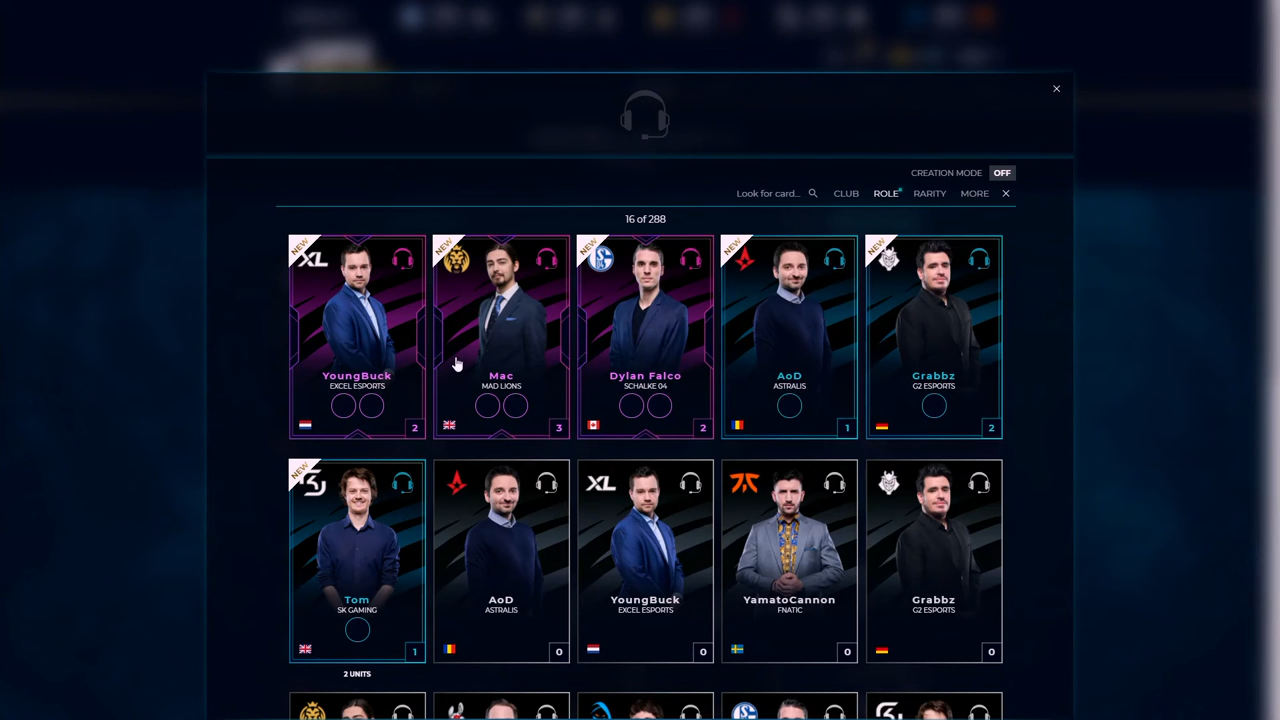 CREATION MODE OFF
Look for card... CLUB ROLE RARITY MORE
16 of 288
NEW NEW NEW NEW NEW
XL
YoungBuck Mac Dylan Falco AoD Grabbz
EXCEL ESPORTS MAD LIONS SCHALKE 04 ASTRALIS G2 ESPORTS
2 3 2 1 2
NEW
XL
Tom AoD YoungBuck YamatoCannon Grabbz
SK GAMING ASTRALIS EXCEL ESPORTS FNATIC G2 ESPORTS
1 0 0 0 0
2 UNITS